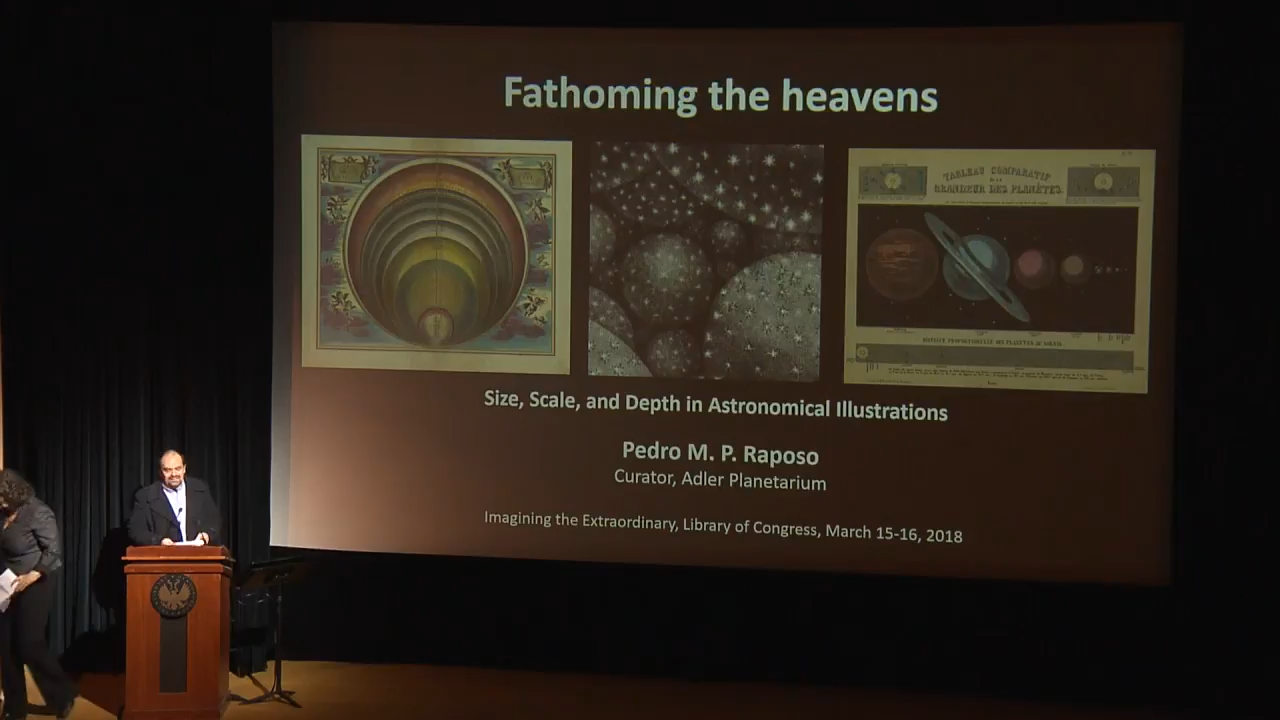 Fathoming the heavens
TABLEAU COMPARATIF
DE LA
GRANDEUR DES PLANÈTES.
Size, Scale, and Depth in Astronomical Illustrations
Pedro M. P. Raposo
Curator, Adler Planetarium
Imagining the Extraordinary, Library of Congress, March 15-16, 2018